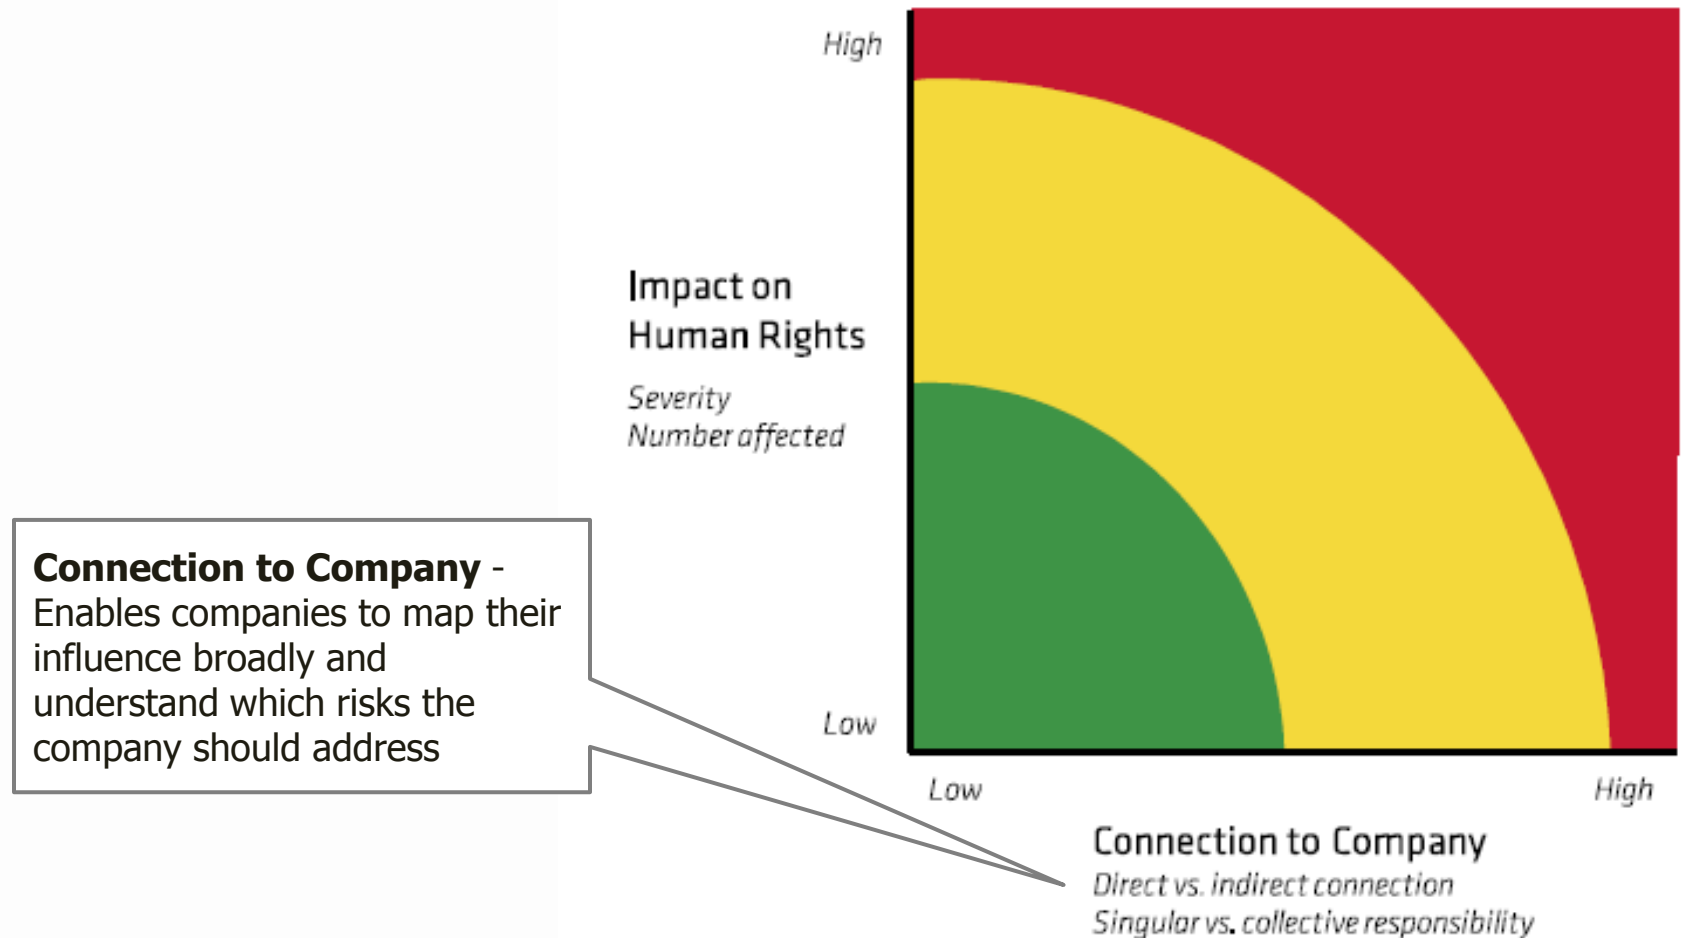 High
Impact on
Human Rights
Severity
Number affected
Connection to Company -
Enables companies to map their
influence broadly and
understand which risks the
company should address
Low
Low
High
Connection to Company
Direct vs. indirect connection
Singular vs. collective responsibility